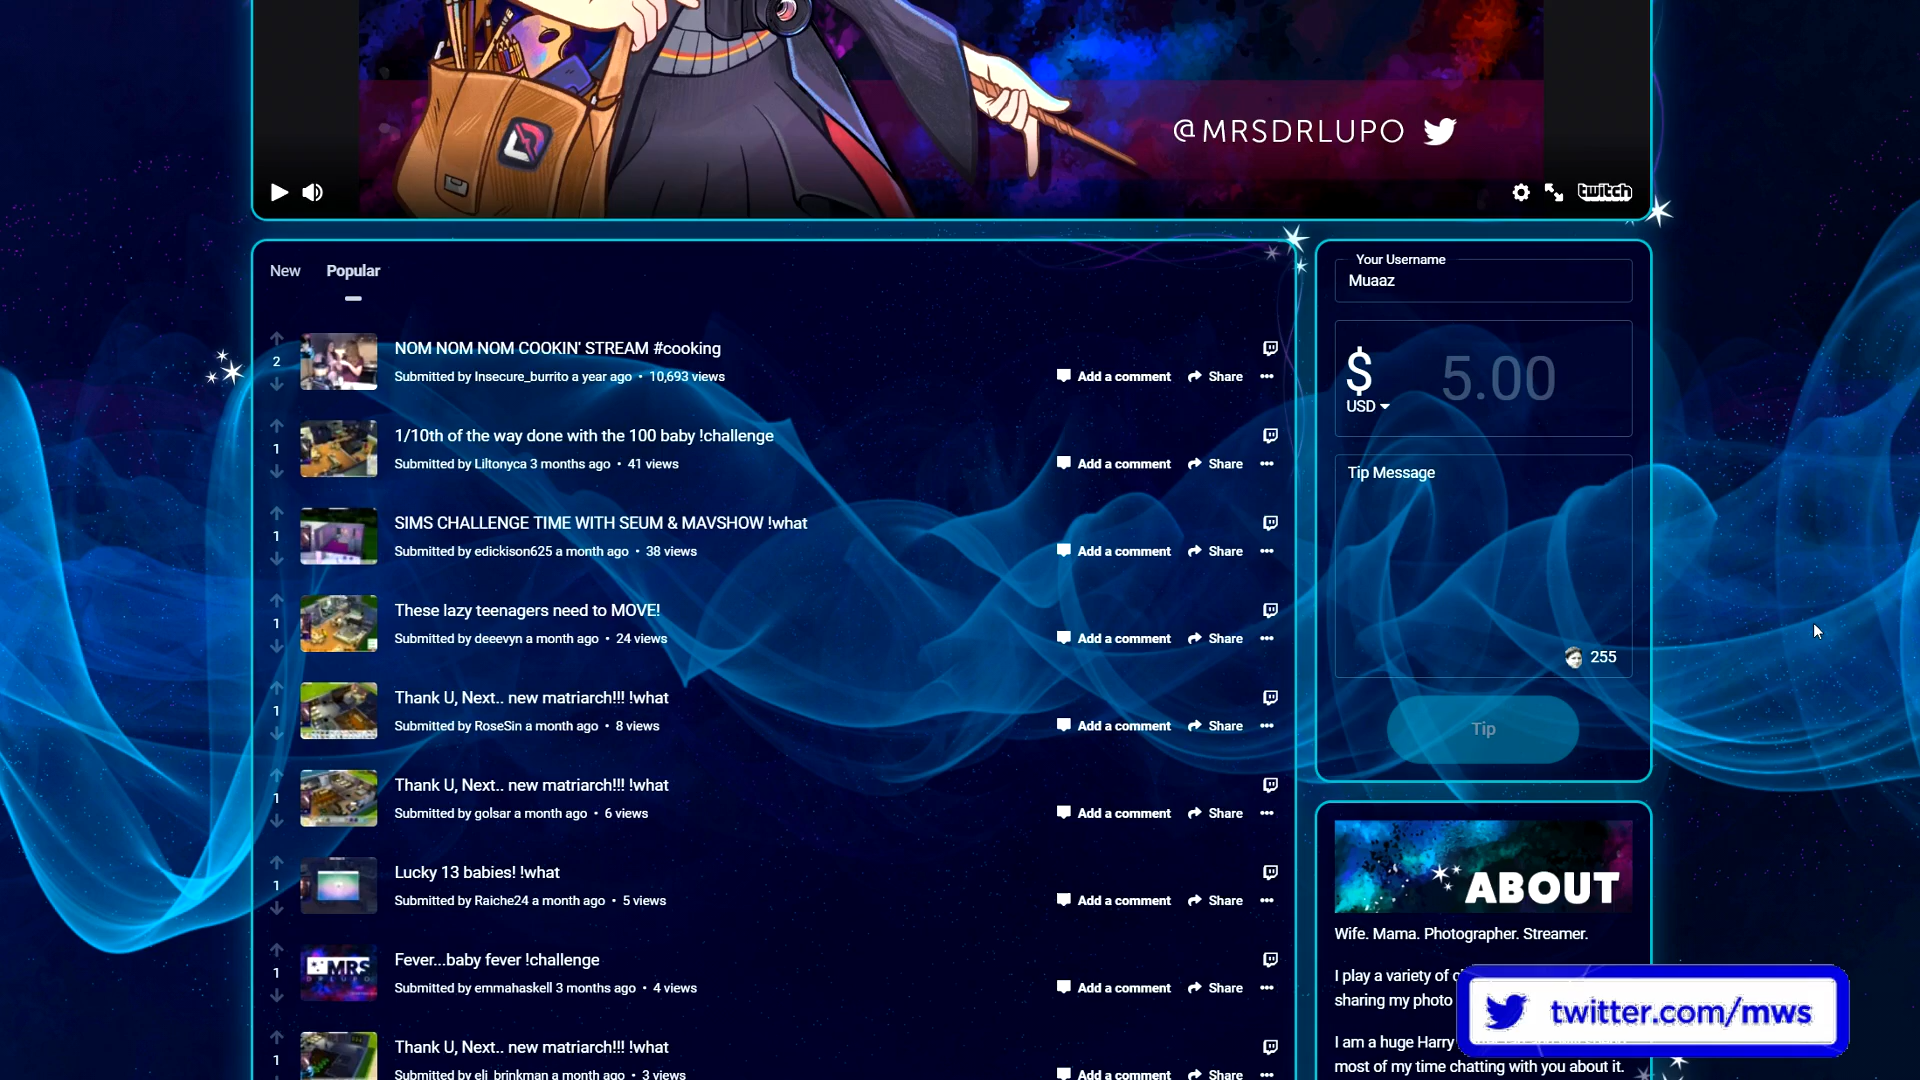 @MRSDRLUPO
twitch
New Popular
2
NOM NOM NOM COOKIN' STREAM #cooking
Submitted by Insecure_burrito a year ago • 10,693 views
Add a comment Share
1
1/10th of the way done with the 100 baby !challenge
Submitted by Liltonyca 3 months ago • 41 views
Add a comment Share
1
SIMS CHALLENGE TIME WITH SEUM & MAVSHOW !what
Submitted by edickison625 a month ago • 38 views
Add a comment Share
1
These lazy teenagers need to MOVE!
Submitted by deeevyn a month ago • 24 views
Add a comment Share
1
Thank U, Next.. new matriarch!!! !what
Submitted by RoseSin a month ago • 8 views
Add a comment Share
1
Thank U, Next.. new matriarch!!! !what
Submitted by golsar a month ago • 6 views
Add a comment Share
1
Lucky 13 babies! !what
Submitted by Raiche24 a month ago • 5 views
Add a comment Share
1
MRS
Fever...baby fever !challenge
Submitted by emmahaskell 3 months ago • 4 views
Add a comment Share
1
Thank U, Next.. new matriarch!!! !what
Submitted by eli_brinkman a month ago • 3 views
Add a comment Share
Your Username
Muaaz
$ 5.00
USD
Tip Message
255
Tip
ABOUT
Wife. Mama. Photographer. Streamer.
I play a variety of
sharing my photo
I am a huge Harry
most of my time chatting with you about it.
twitter.com/mws